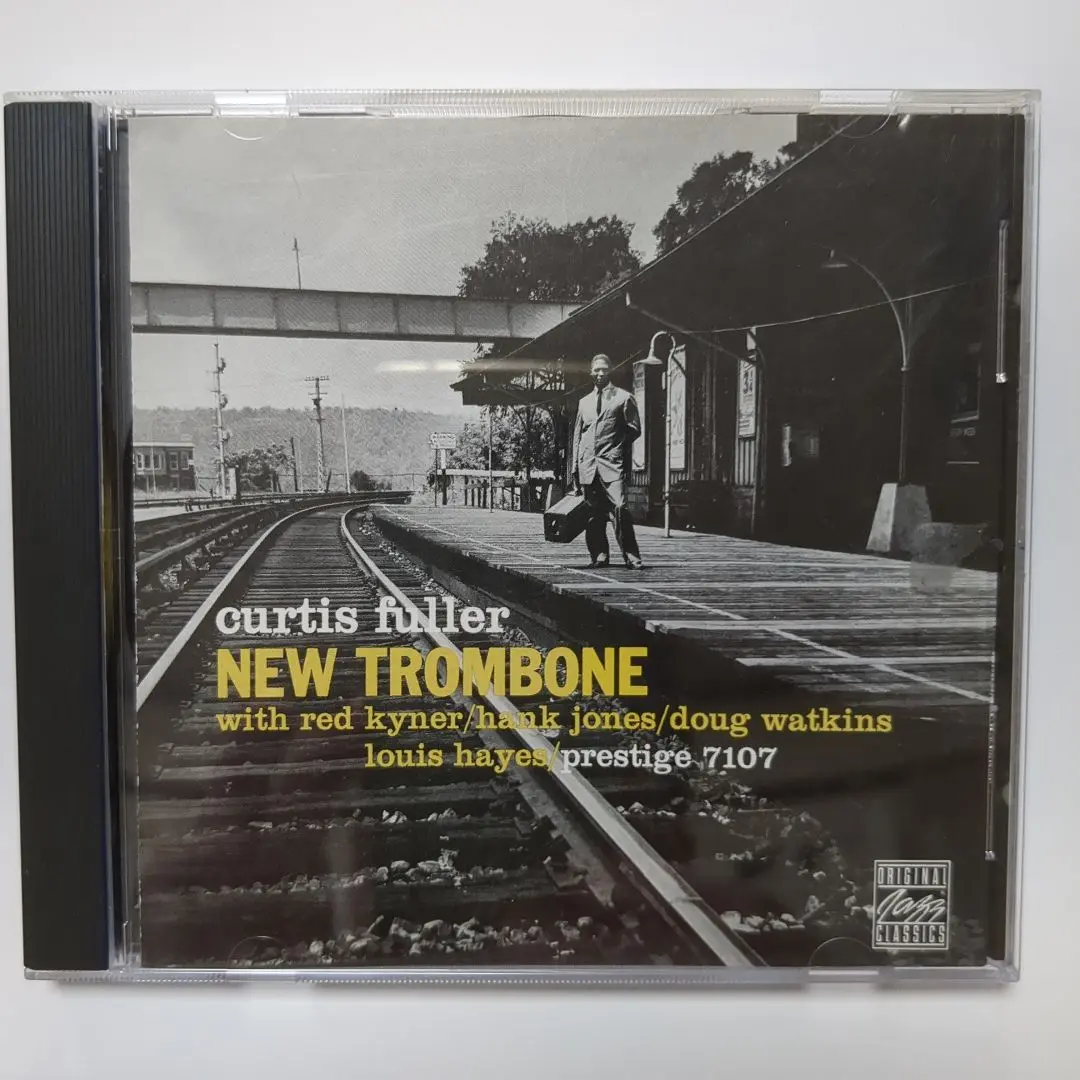 curtis fuller
NEW TROMBONE
with red kyner/hank jones/doug watkins
louis hayes/prestige 7107
ORIGINAL
Jazz
CLASSICS